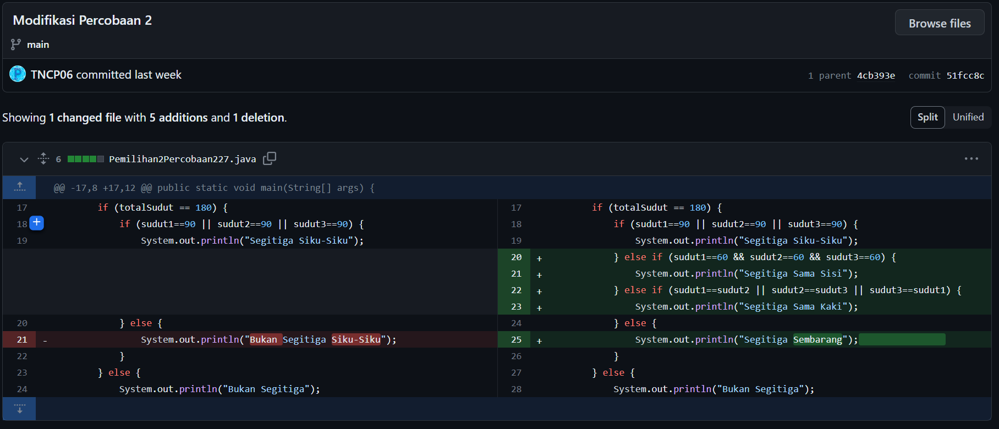 Modifikasi Percobaan 2
Browse files
main
TNCP06 committed last week
1 parent 4cb393e commit 51fcc8c
Showing 1 changed file with 5 additions and 1 deletion.
Split Unified
6 Pemilihan2Percobaan227.java
@@ -17,8 +17,12 @@ public static void main(String[] args) {
17 if (totalSudut == 180) {
18 if (sudut1==90 || sudut2==90 || sudut3==90) {
19 System.out.println("Segitiga Siku-Siku");
20 } else {
21 - System.out.println("Bukan Segitiga Siku-Siku");
22 }
23 } else {
24 System.out.println("Bukan Segitiga");
17 if (totalSudut == 180) {
18 if (sudut1==90 || sudut2==90 || sudut3==90) {
19 System.out.println("Segitiga Siku-Siku");
20 + } else if (sudut1==60 && sudut2==60 && sudut3==60) {
21 + System.out.println("Segitiga Sama Sisi");
22 + } else if (sudut1==sudut2 || sudut2==sudut3 || sudut3==sudut1) {
23 + System.out.println("Segitiga Sama Kaki");
24 } else {
25 + System.out.println("Segitiga Sembarang");
26 }
27 } else {
28 System.out.println("Bukan Segitiga");